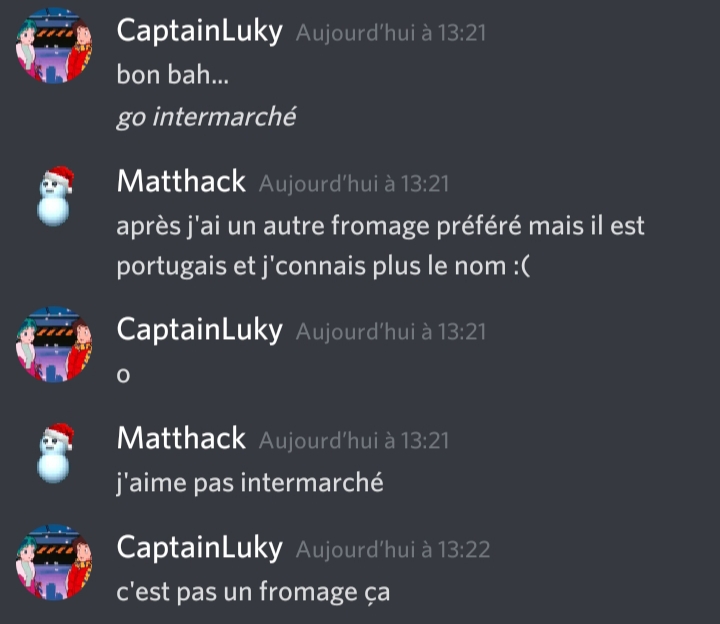 CaptainLuky Aujourd'hui à 13:21
bon bah...
go intermarché
Matthack Aujourd'hui à 13:21
après j'ai un autre fromage préféré mais il est
portugais et j'connais plus le nom :(
CaptainLuky Aujourd'hui à 13:21
o
Matthack Aujourd'hui à 13:21
j'aime pas intermarché
CaptainLuky Aujourd'hui à 13:22
c'est pas un fromage ça